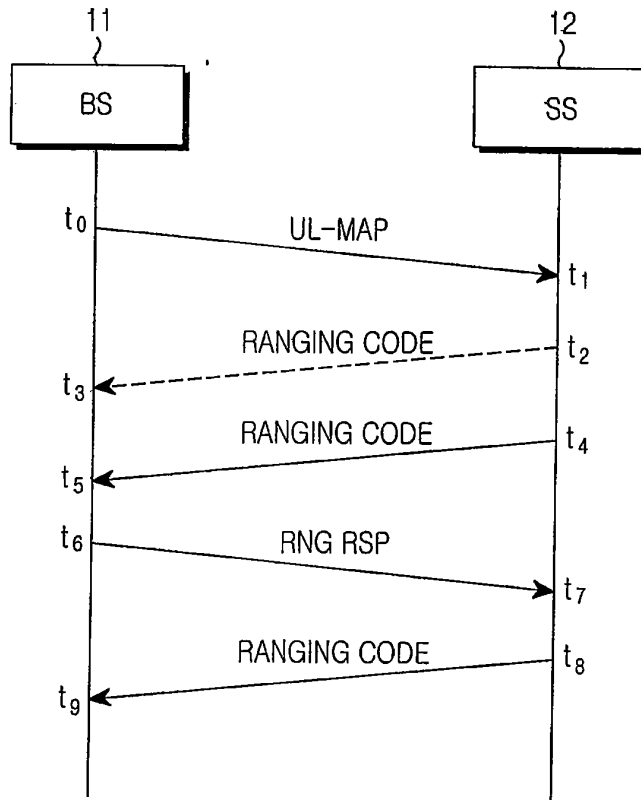 11
12
BS
SS
t0
UL-MAP
t1
RANGING CODE
t2
t3
RANGING CODE
t4
t5
t6
RNG RSP
t7
RANGING CODE
t8
t9